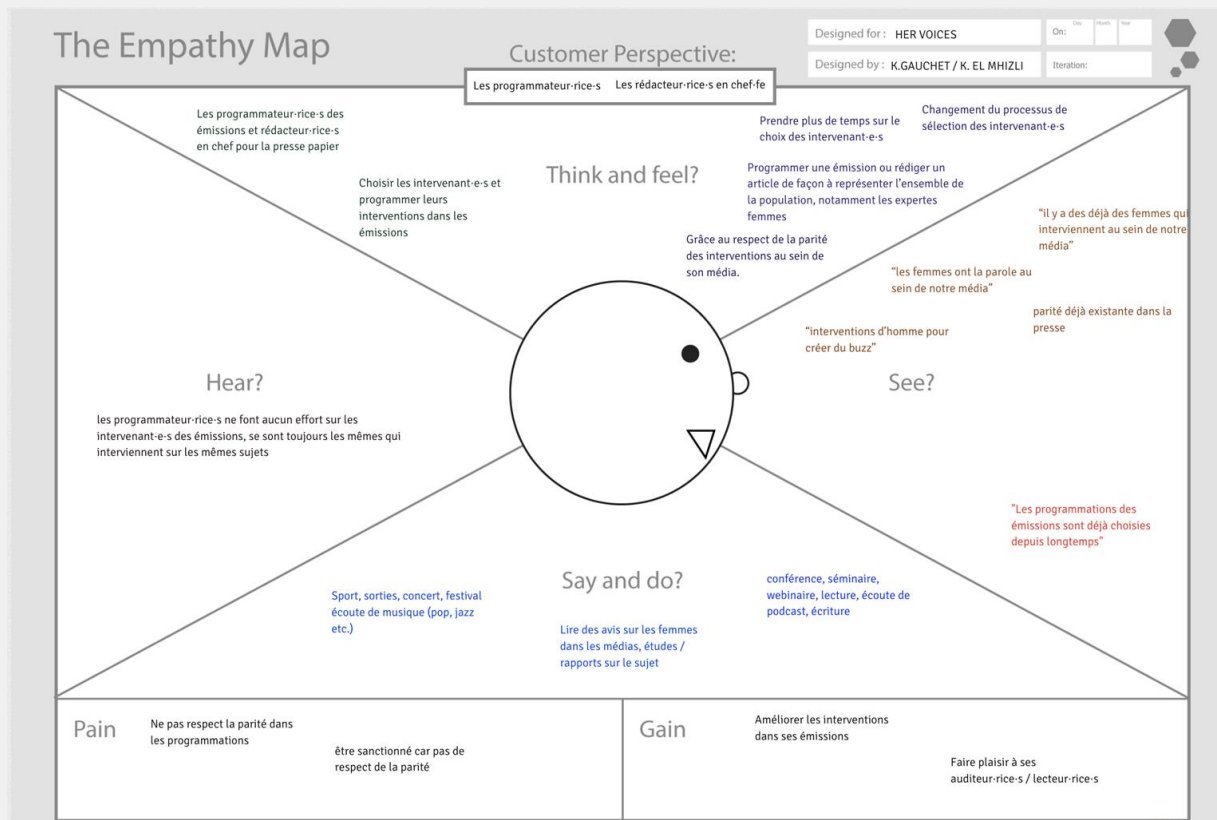 The Empathy Map
Customer Perspective:
Designed for : HER VOICES
Designed by : K.GAUCHET / K. EL MHIZLI
On:
Day
Month
Year
Iteration:
Les programmateur·rice·s
Les rédacteur·rice·s en chef·fe
Les programmateur·rice·s des
émissions et rédacteur·rice·s
en chef pour la presse papier
Choisir les intervenant·e·s et
programmer leurs
interventions dans les
émissions
Think and feel?
Prendre plus de temps sur le
choix des intervenant·e·s
Changement du processus de
sélection des intervenant·e·s
Programmer une émission ou rédiger un
article de façon à représenter l'ensemble de
la population, notamment les expertes
femmes
Grâce au respect de la parité
des interventions au sein de
son média.
Hear?
les programmateur·rice·s ne font aucun effort sur les
intervenant·e·s des émissions, se sont toujours les mêmes qui
interviennent sur les mêmes sujets
"il y a des déjà des femmes qui
interviennent au sein de notre
média"
"les femmes ont la parole au
sein de notre média"
parité déjà existante dans la
presse
"interventions d'homme pour
créer du buzz"
See?
"Les programmations des
émissions sont déjà choisies
depuis longtemps"
Say and do?
Sport, sorties, concert, festival
écoute de musique (pop, jazz
etc.)
Lire des avis sur les femmes
dans les médias, études /
rapports sur le sujet
conférence, séminaire,
webinaire, lecture, écoute de
podcast, écriture
Pain
Ne pas respect la parité dans
les programmations
être sanctionné car pas de
respect de la parité
Gain
Améliorer les interventions
dans ses émissions
Faire plaisir à ses
auditeur·rice·s / lecteur·rice·s